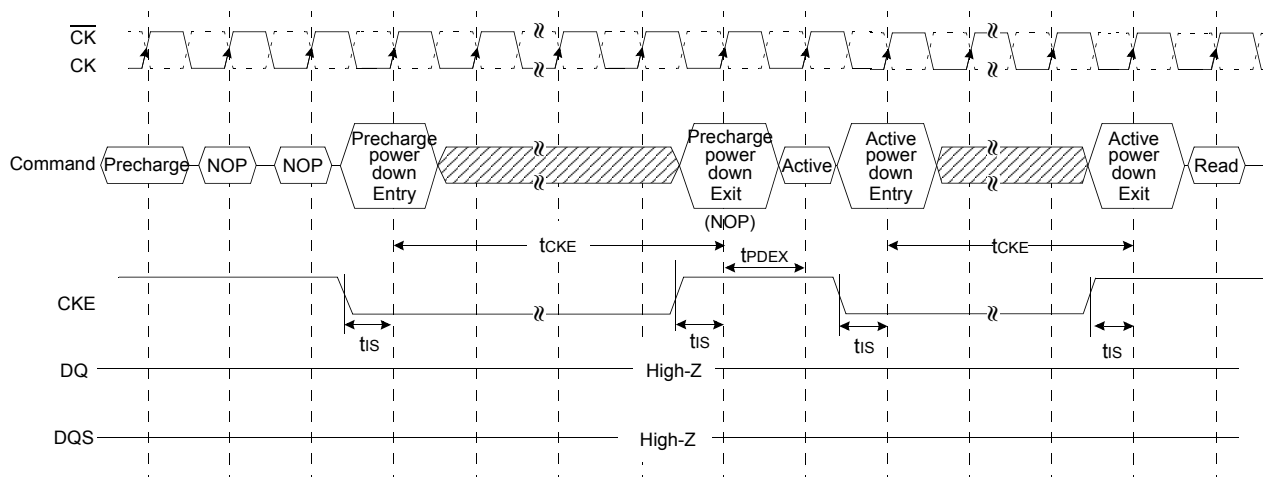 CK
CK
Command
Precharge
NOP
NOP
Precharge
power
down
Entry
Precharge
power
down
Exit
(NOP)
Active
Active
power
down
Entry
Active
power
down
Exit
Read
tCKE
tPDEX
tCKE
CKE
tIS
tIS
tIS
tIS
DQ
High-Z
DQS
High-Z